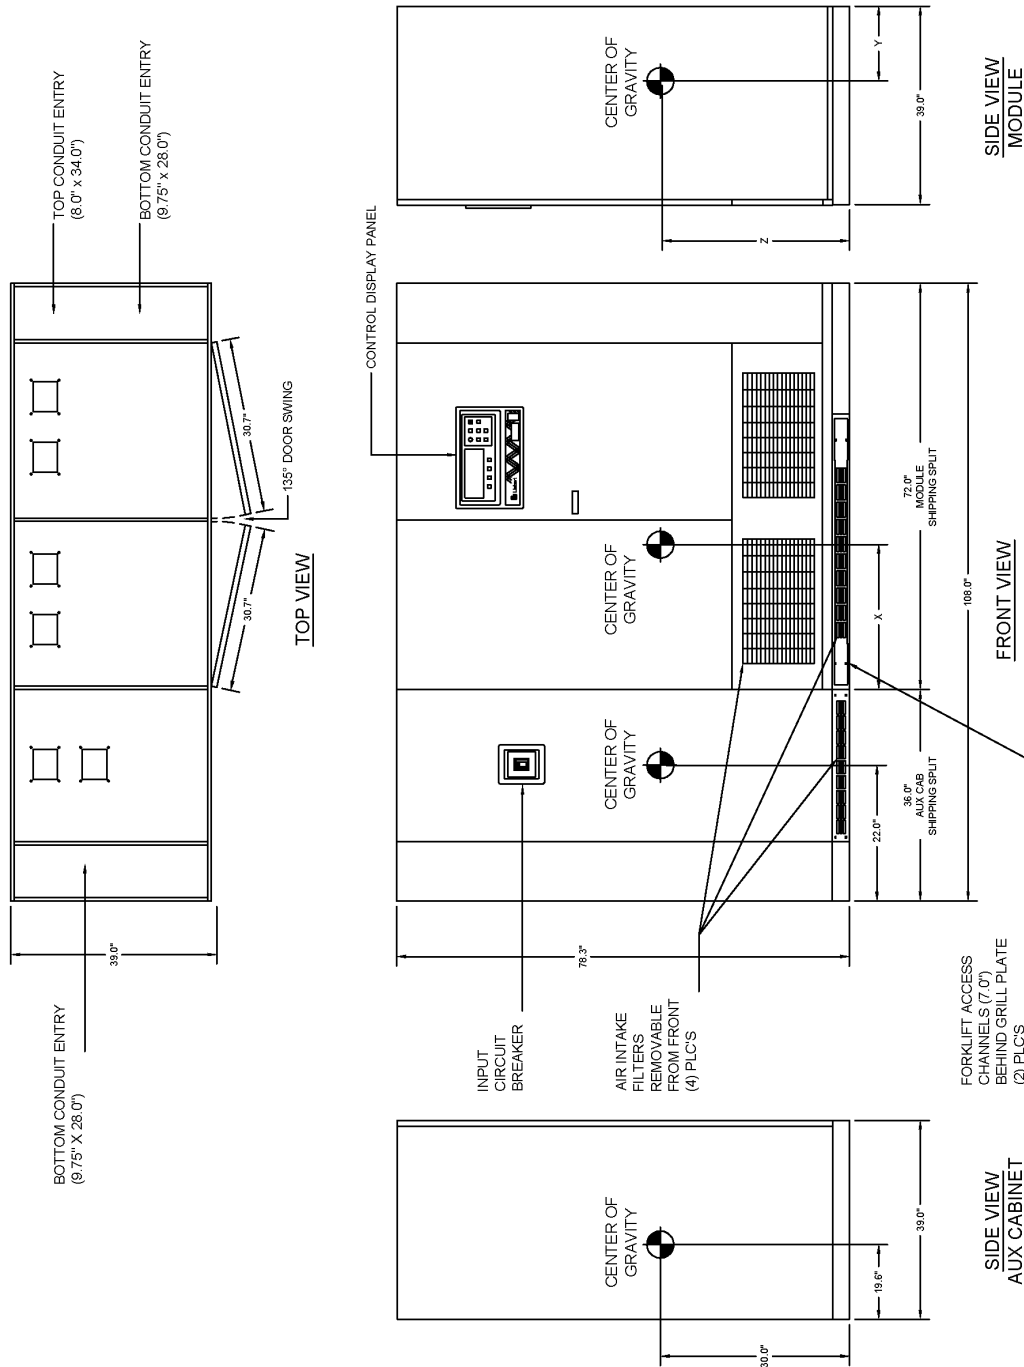 BOTTOM CONDUIT ENTRY
(9.75" X 28.0")
39.0"
TOP CONDUIT ENTRY
(8.0" x 34.0")
BOTTOM CONDUIT ENTRY
(9.75" x 28.0")
30.7"
30.7"
135° DOOR SWING
TOP VIEW
CENTER OF
GRAVITY
30.0"
19.6"
39.0"
SIDE VIEW
AUX CABINET
INPUT
CIRCUIT
BREAKER
AIR INTAKE
FILTERS
REMOVABLE
FROM FRONT
(4) PLC'S
FORKLIFT ACCESS
CHANNELS (7.0")
BEHIND GRILL PLATE
(2) PLC'S
78.3"
CENTER OF
GRAVITY
CENTER OF
GRAVITY
CONTROL DISPLAY PANEL
22.0"
X
36.0"
AUX CAB
SHIPPING SPLIT
72.0"
MODULE
SHIPPING SPLIT
108.0"
FRONT VIEW
CENTER OF
GRAVITY
Z
Y
39.0"
SIDE VIEW
MODULE